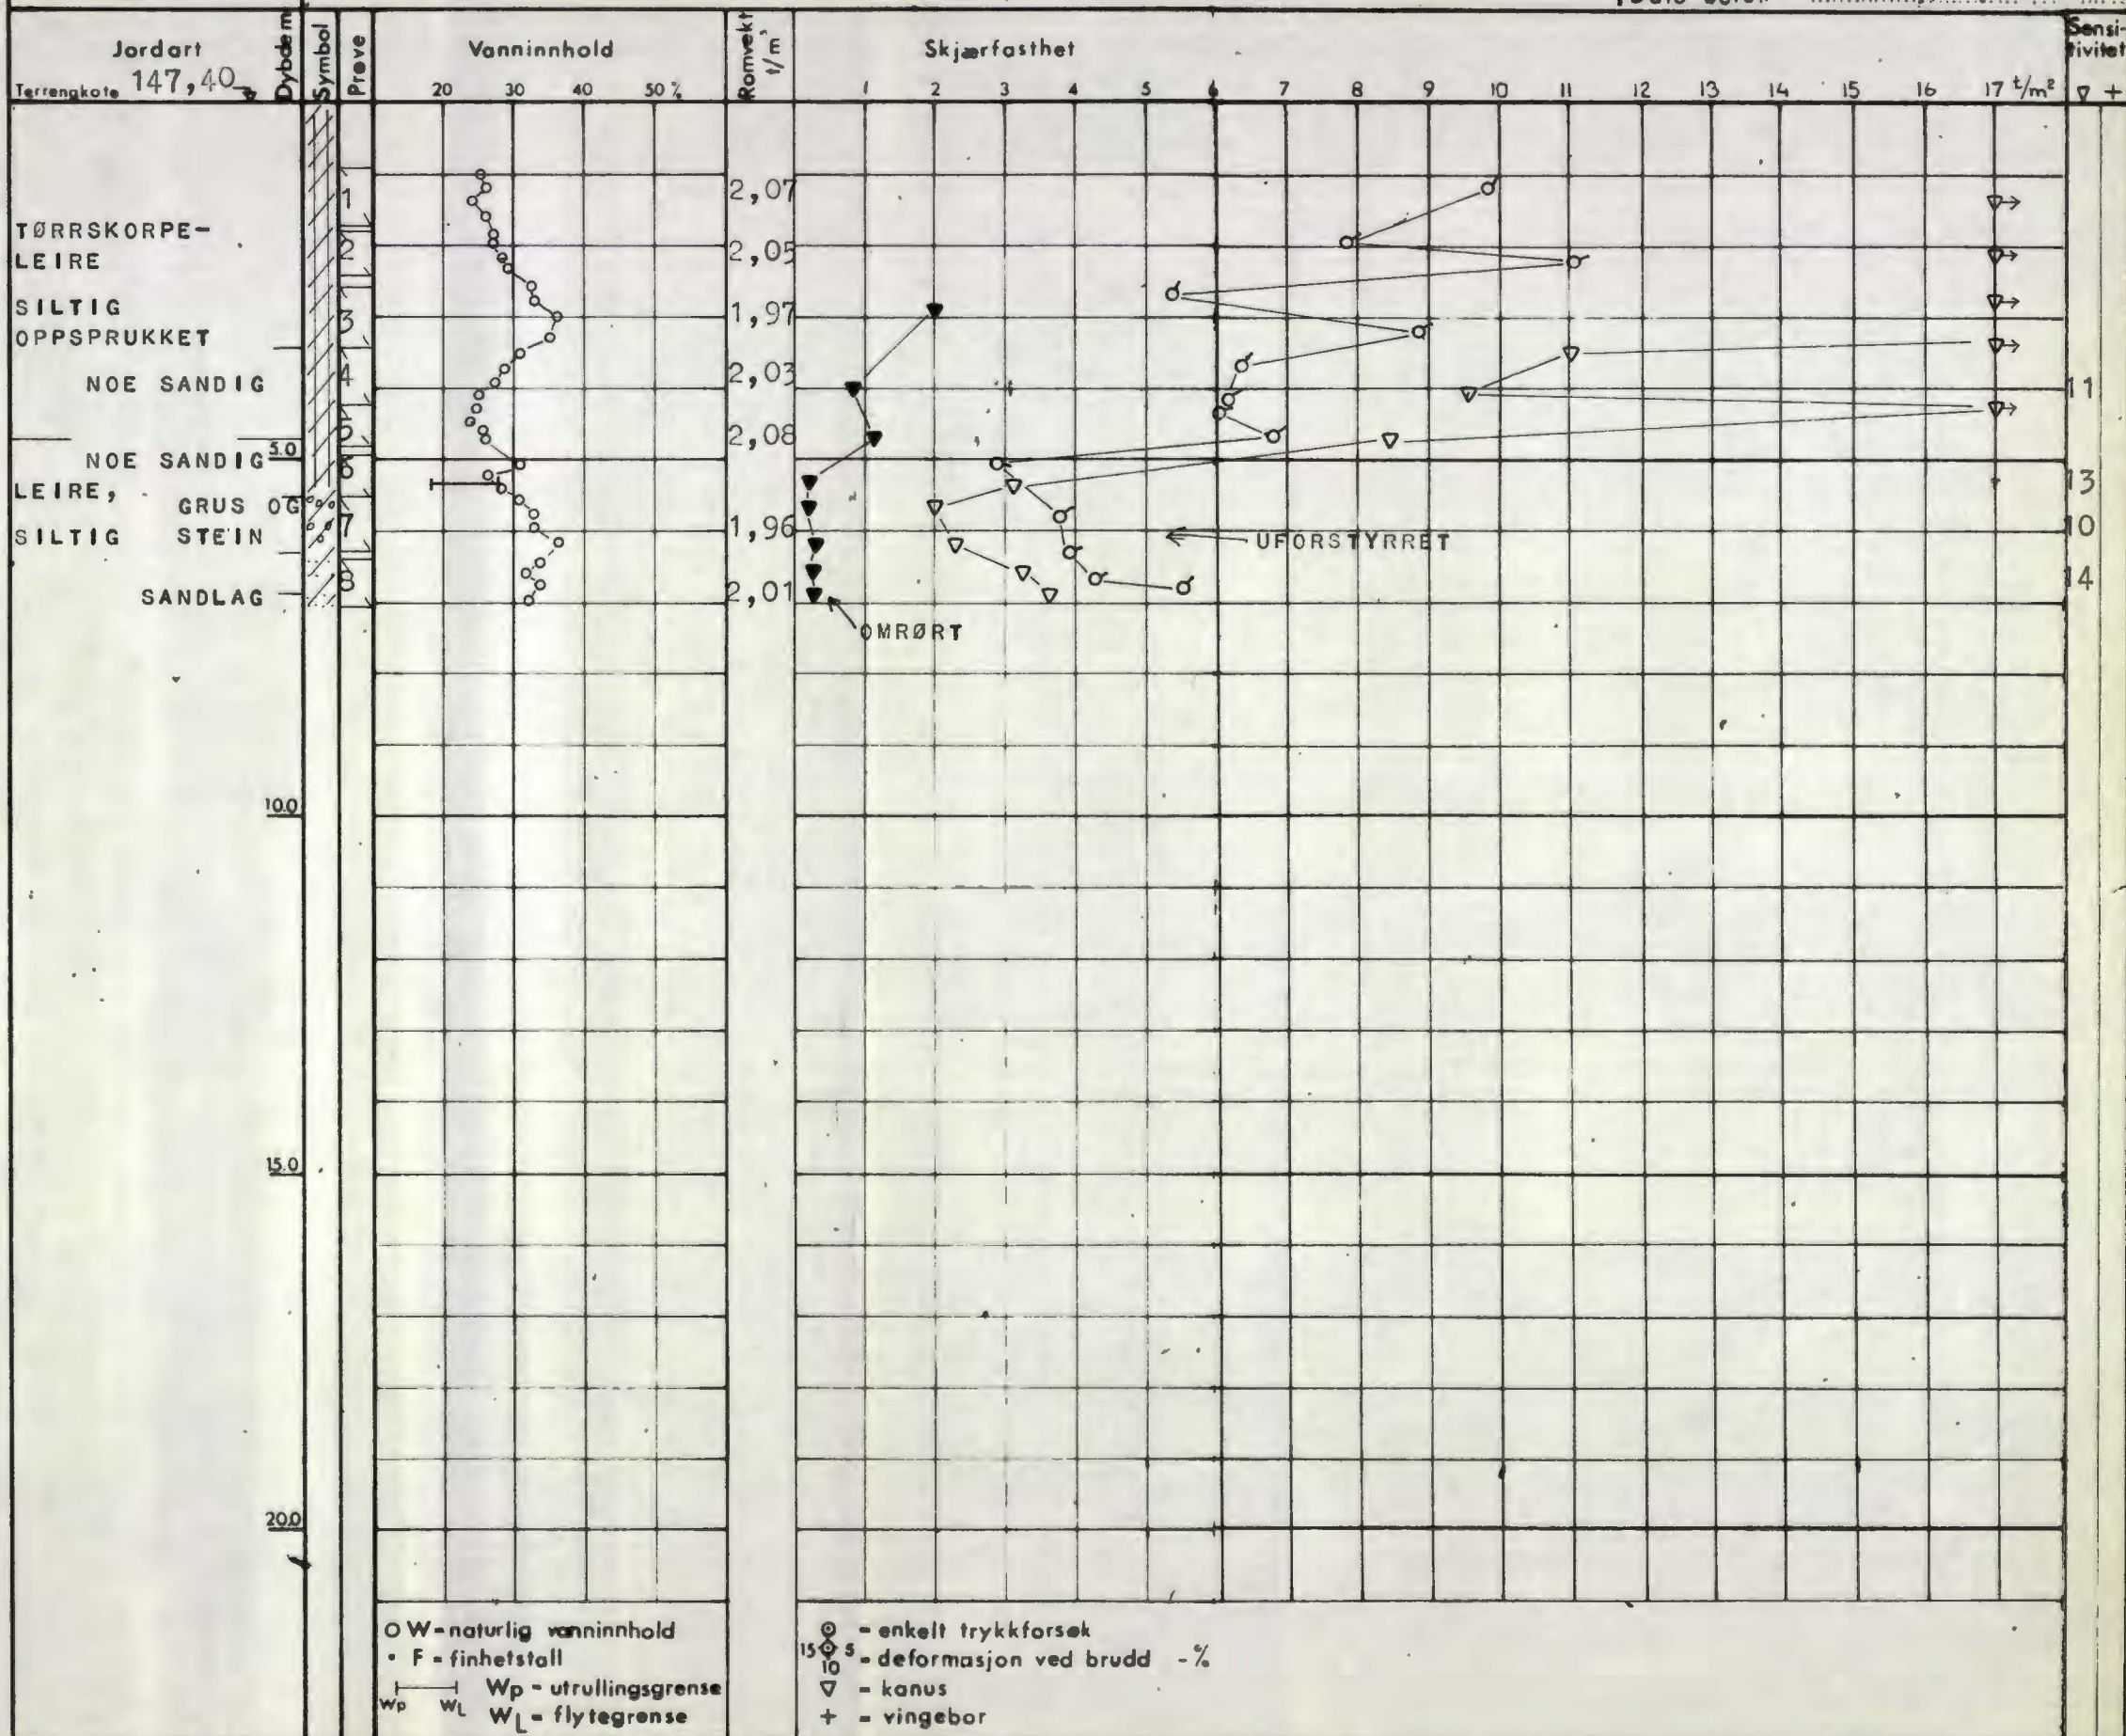 Jordart
Terrengkote 147,40
Dybde m
Symbol
Prøve
Vanninnhold
20 30 40 50 %
Romvekt t/m³
Skjærfasthet
1 2 3 4 5 6 7 8 9 10 11 12 13 14 15 16 17 t/m²
Sensi-
tivitet
▽ +
1 2,07
TØRRSKORPE-
2 2,05
LEIRE
SILTIG
3 1,97
OPPSPRUKKET
4 2,03
NOE SANDIG 11
5 2,08
5.0
NOE SANDIG
6
LEIRE, 13
GRUS OG
7 1,96 10
SILTIG STEIN
UFORSTYRRET
8 14
SANDLAG 2,01
OMRØRT
10.0
15.0
20.0
O W = naturlig vanninnhold
• F = finhetstall
Wp WL
Wp = utrullingsgrense
WL = flytegrense
= enkelt trykkforsøk
15 5 10 = deformasjon ved brudd - %
▽ = konus
+ = vingebor